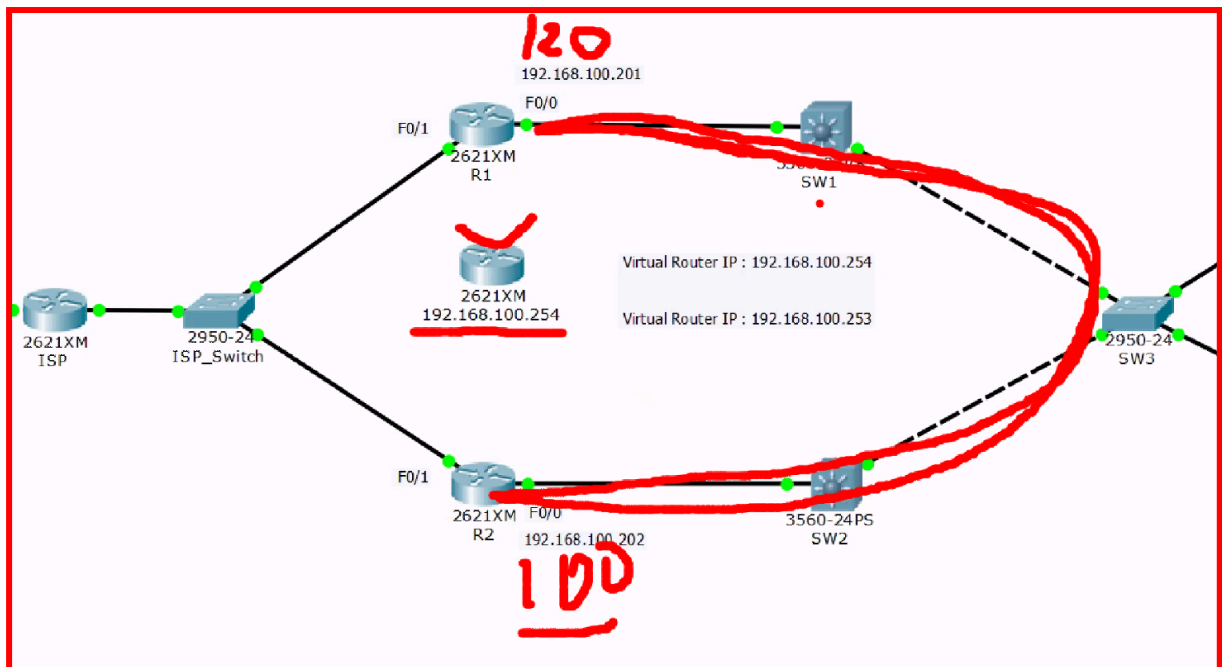 120
192.168.100.201
F0/0
F0/1
2621XM
R1
SW1
2621XM
192.168.100.254
Virtual Router IP : 192.168.100.254
Virtual Router IP : 192.168.100.253
2621XM
ISP
2950-24
ISP_Switch
2950-24
SW3
F0/1
2621XM
R2
F0/0
192.168.100.202
3560-24PS
SW2
100